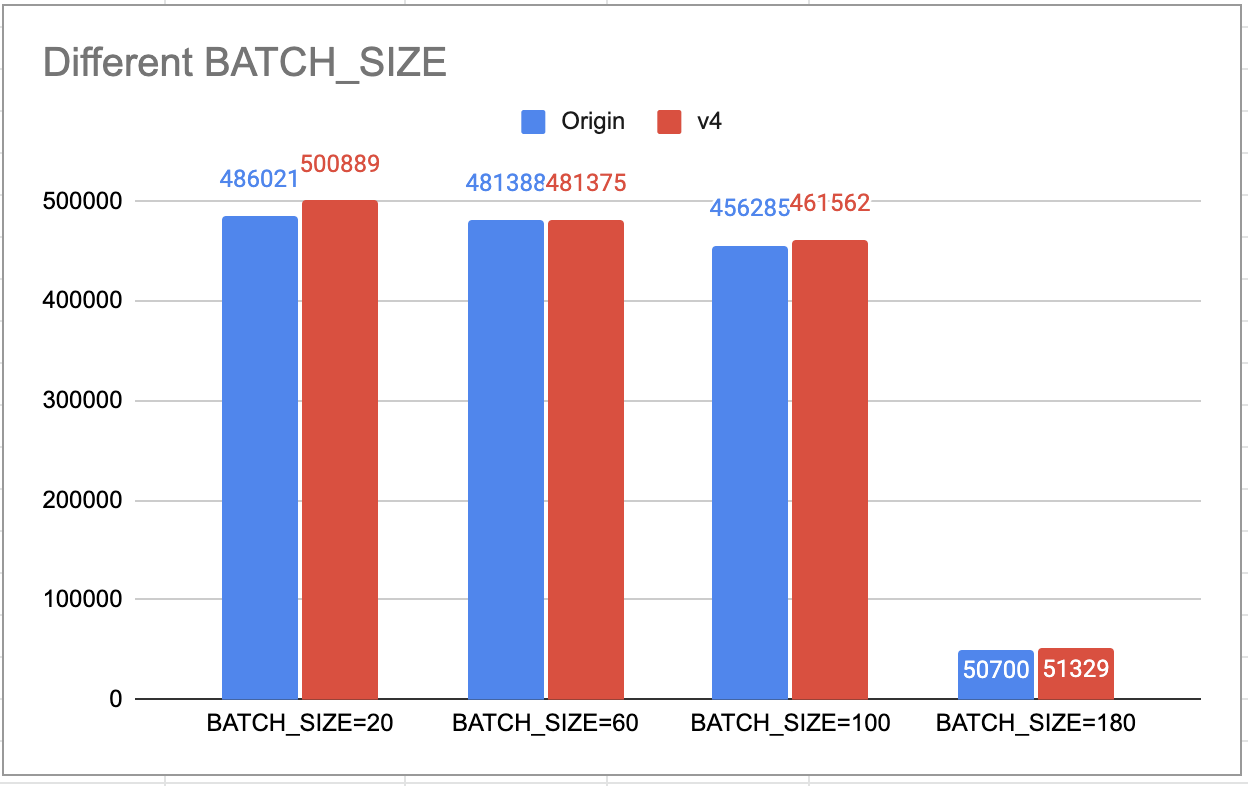 Different BATCH_SIZE
Origin v4
486021 500889 481388 481375 456285 461562
500000
400000
300000
200000
100000
50700 51329
0
BATCH_SIZE=20 BATCH_SIZE=60 BATCH_SIZE=100 BATCH_SIZE=180